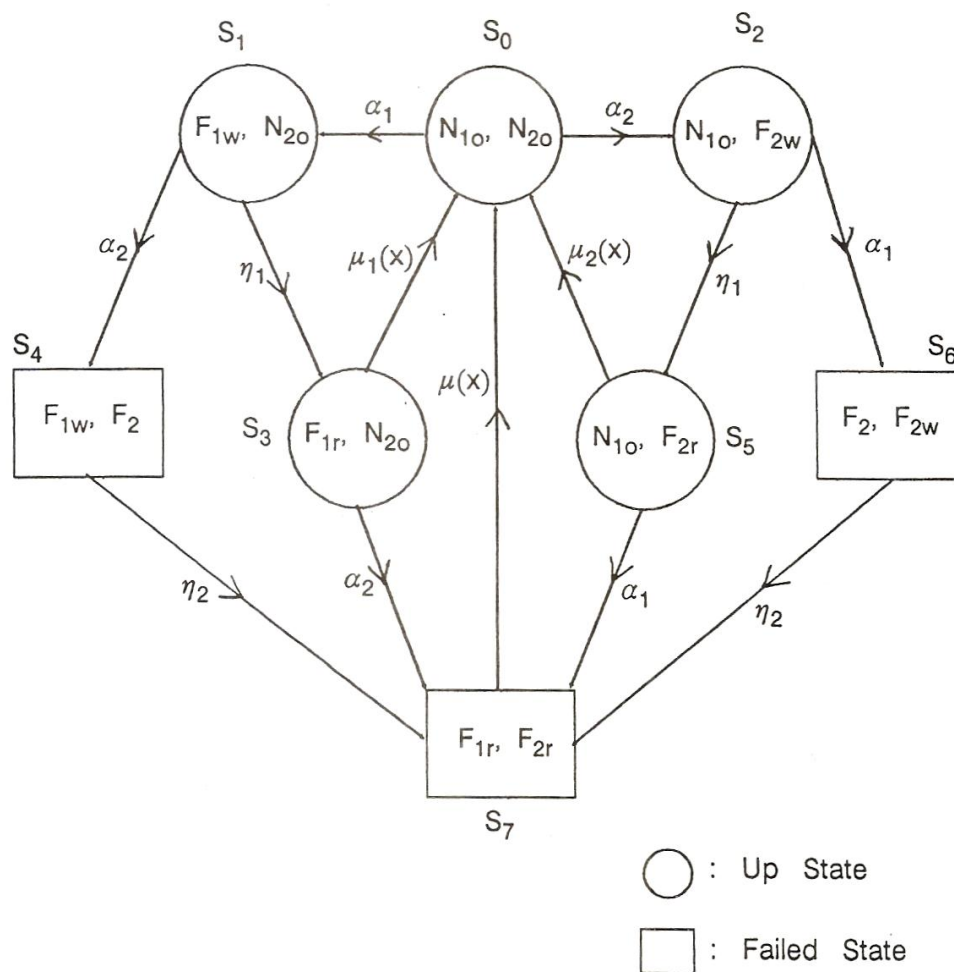 S₁ S₀ S₂
F₁w, N₂o
α₁
N₁o, N₂o
α₂
N₁o, F₂w
α₂
η₁
μ₁(x)
μ₂(x)
η₁
α₁
S₄
F₁w, F₂
S₃
F₁r, N₂o
μ(x)
N₁o, F₂r
S₅
S₆
F₂, F₂w
η₂
α₂
α₁
η₂
F₁r, F₂r
S₇
: Up State
: Failed State